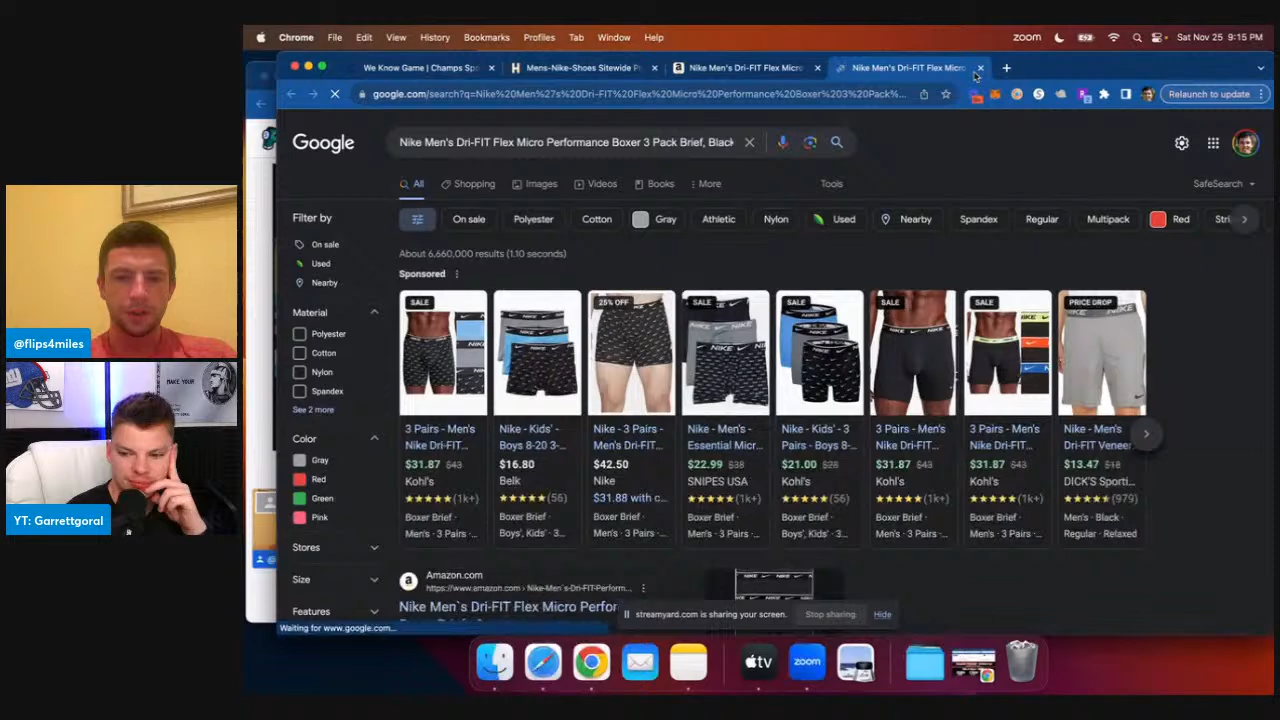 Chrome File Edit View History Bookmarks Profiles Tab Window Help
zoom Sat Nov 25 9:15 PM
We Know Game | Champs Sp
Mens-Nike-Shoes Sitewide P
Nike Men's Dri-FIT Flex Micro
Nike Men's Dri-FIT Flex Micro
google.com/search?q=Nike%20Men%27s%20Dri-FIT%20Flex%20Micro%20Performance%20Boxer%203%20Pack%...
Relaunch to update
Google
Nike Men's Dri-FIT Flex Micro Performance Boxer 3 Pack Brief, Black
All Shopping Images Videos Books More Tools SafeSearch
Filter by
On sale
Used
Nearby
Material
Polyester
Cotton
Nylon
Spandex
See 2 more
Color
Gray
Red
Green
Pink
Stores
Size
Features
On sale Polyester Cotton Gray Athletic Nylon Used Nearby Spandex Regular Multipack Red Stri
About 6,660,000 results (1.10 seconds)
Sponsored
SALE
3 Pairs - Men's
Nike Dri-FIT...
$31.87 $43
Kohl's
(1k+)
Boxer Brief ·
Men's · 3 Pairs ·
Nike - Kids' -
Boys 8-20 3-...
$16.80
Belk
(56)
Boxer Brief ·
Boys', Kids' · 3...
25% OFF
Nike - 3 Pairs -
Men's Dri-FIT...
$42.50
Nike
$31.88 with c...
Boxer Brief ·
Men's · 3 Pairs ·
SALE
Nike - Men's -
Essential Micr...
$22.99 $38
SNIPES USA
(1k+)
Boxer Brief ·
Men's · 3 Pairs ·
SALE
Nike - Kids' - 3
Pairs - Boys 8-...
$21.00 $28
Kohl's
(56)
Boxer Brief ·
Boys', Kids' · 3...
SALE
3 Pairs - Men's
Nike Dri-FIT...
$31.87 $43
Kohl's
(1k+)
Boxer Brief ·
Men's · 3 Pairs ·
SALE
3 Pairs - Men's
Nike Dri-FIT...
$31.87 $43
Kohl's
(1k+)
Boxer Brief ·
Men's · 3 Pairs ·
PRICE DROP
Nike - Men's -
Dri-FIT Veneer...
$13.47 $18
DICK'S Sporti...
(979)
Men's · Black ·
Regular · Relaxed
Amazon.com
https://www.amazon.com › Nike-Men's-Dri-FIT-Perform...
Nike Men`s Dri-FIT Flex Micro Perfor
streamyard.com is sharing your screen. Stop sharing Hide
Waiting for www.google.com...
tv zoom
@flips4miles
MAKE YOUR
YT: Garrettgoral